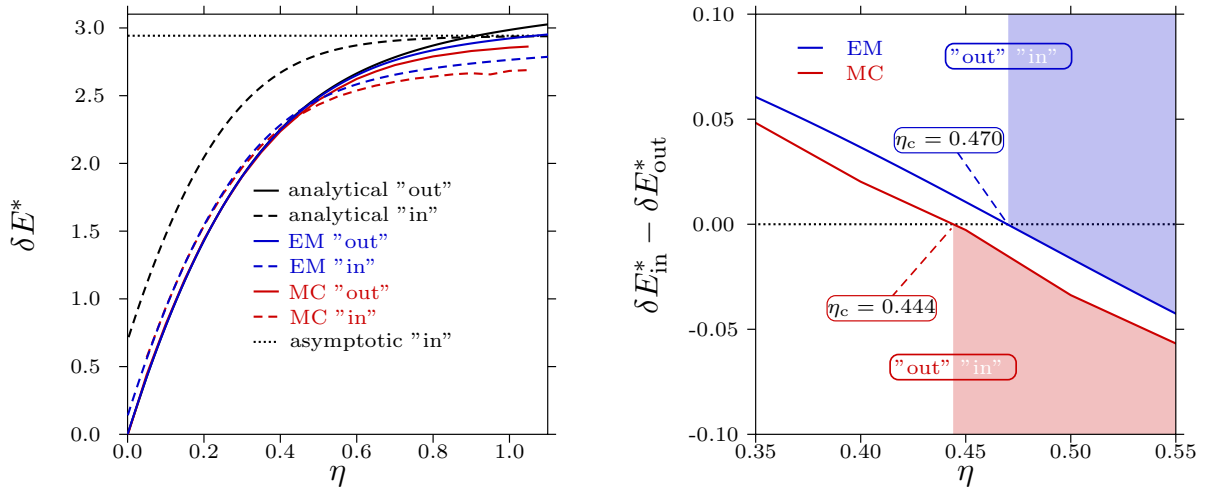 δE*
3.0
2.5
2.0
1.5
1.0
0.5
0.0
analytical "out"
analytical "in"
EM "out"
EM "in"
MC "out"
MC "in"
asymptotic "in"
0.0 0.2 0.4 0.6 0.8 1.0
η
δE*in − δE*out
0.10
0.05
0.00
-0.05
-0.10
EM
MC
"out" "in"
ηc = 0.470
ηc = 0.444
"out" "in"
0.35 0.40 0.45 0.50 0.55
η